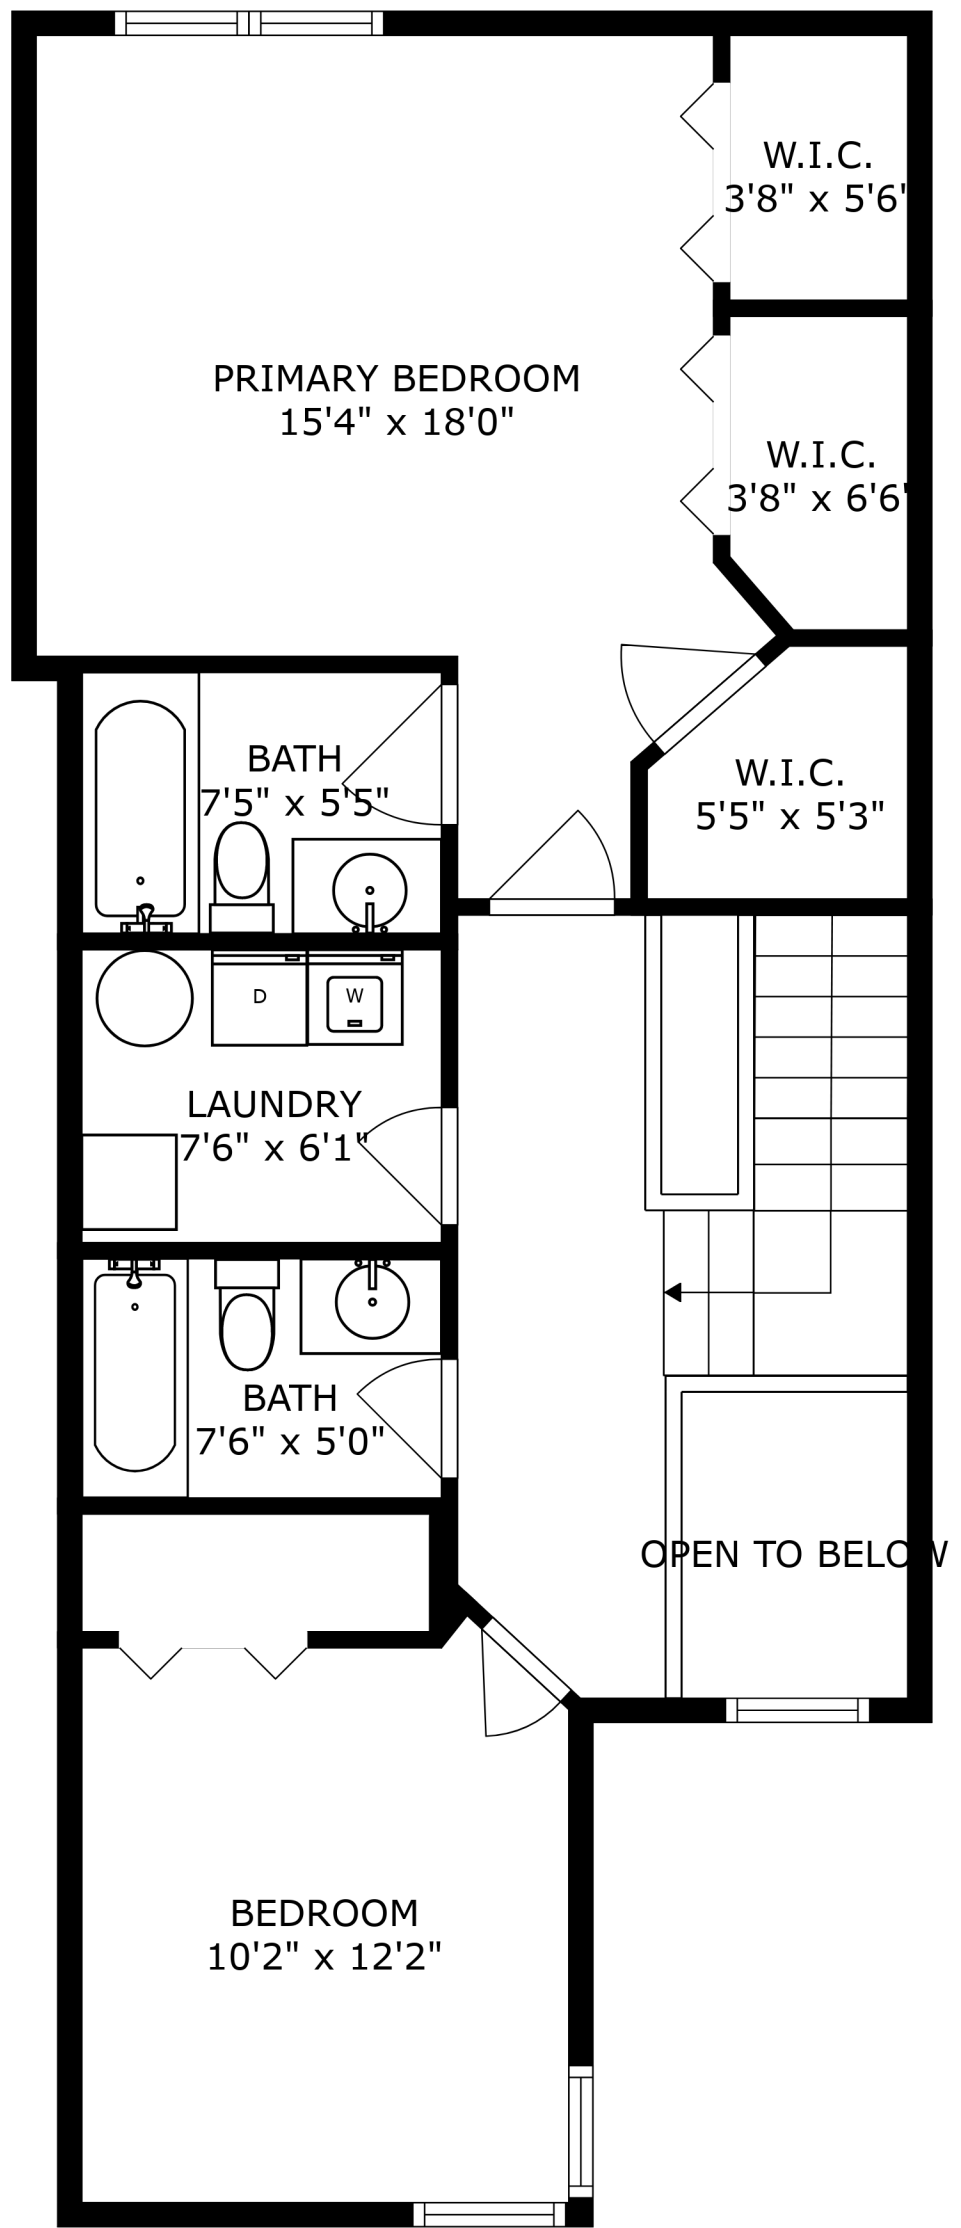 W.I.C.
3'8" x 5'6'
PRIMARY BEDROOM
15'4" x 18'0"
W.I.C.
3'8" x 6'6'
BATH
7'5" x 5'5"
W.I.C.
5'5" x 5'3"
D
W
LAUNDRY
7'6" x 6'1"
BATH
7'6" x 5'0"
OPEN TO BELOW
BEDROOM
10'2" x 12'2"